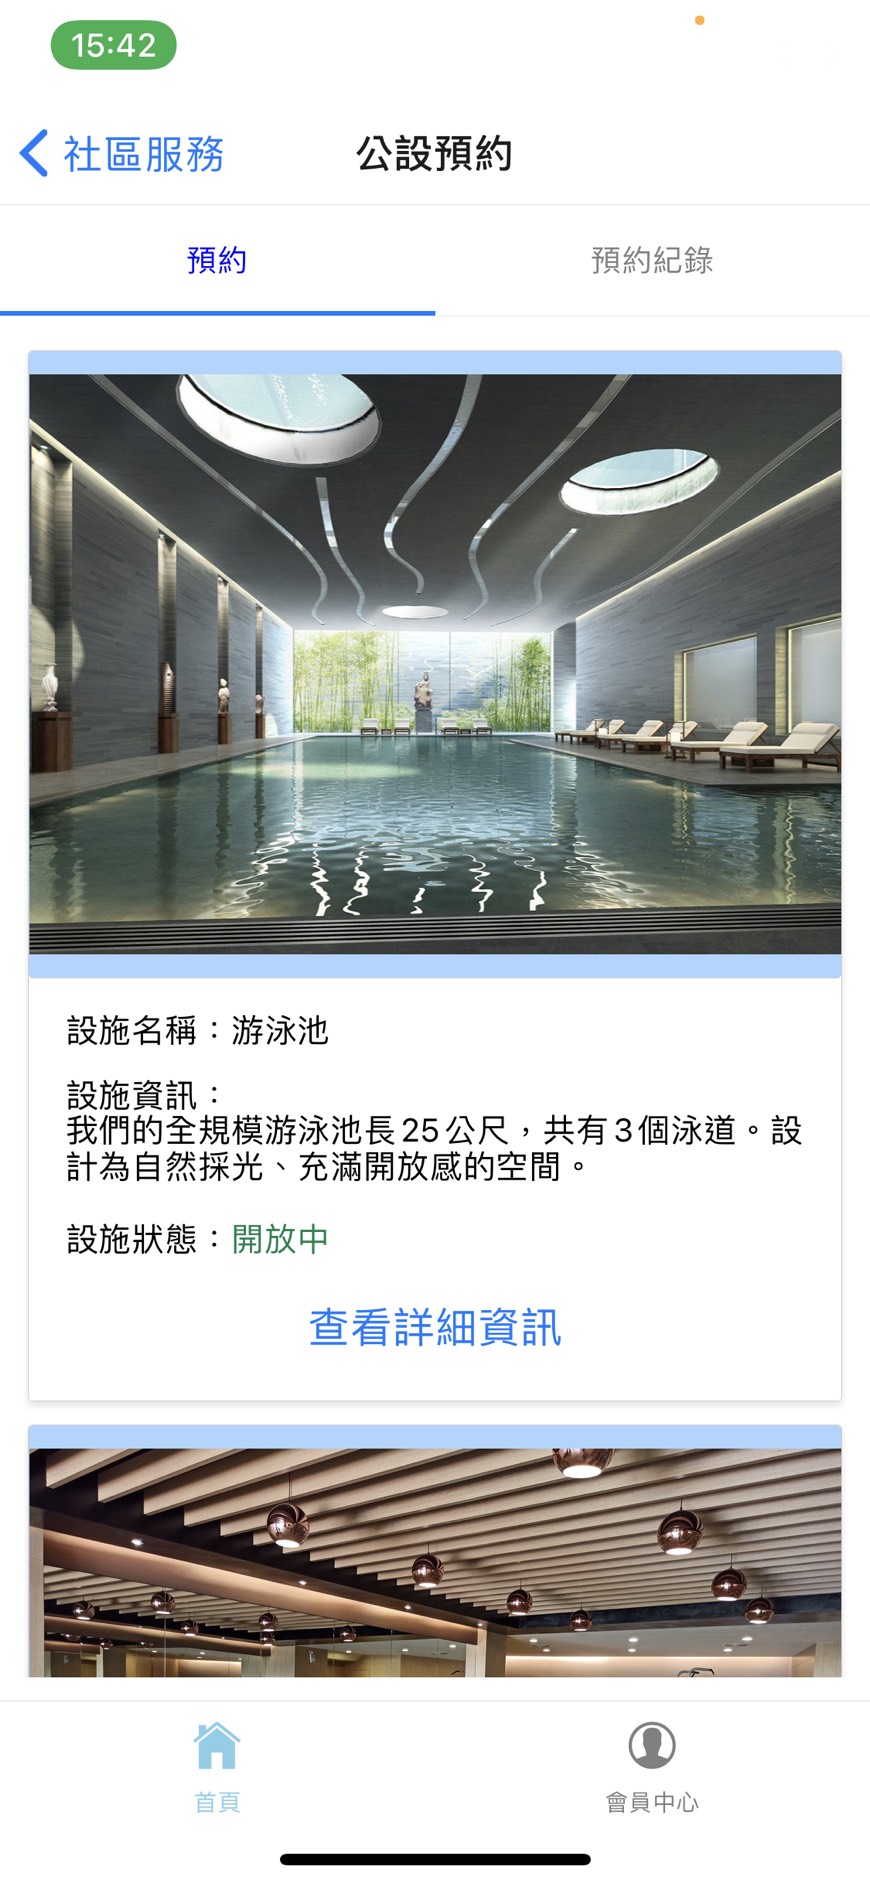 15:42
社區服務
公設預約
預約
預約紀錄
設施名稱：游泳池
設施資訊：
我們的全規模游泳池長25公尺，共有3個泳道。設
計為自然採光、充滿開放感的空間。
設施狀態：開放中
查看詳細資訊
首頁
會員中心